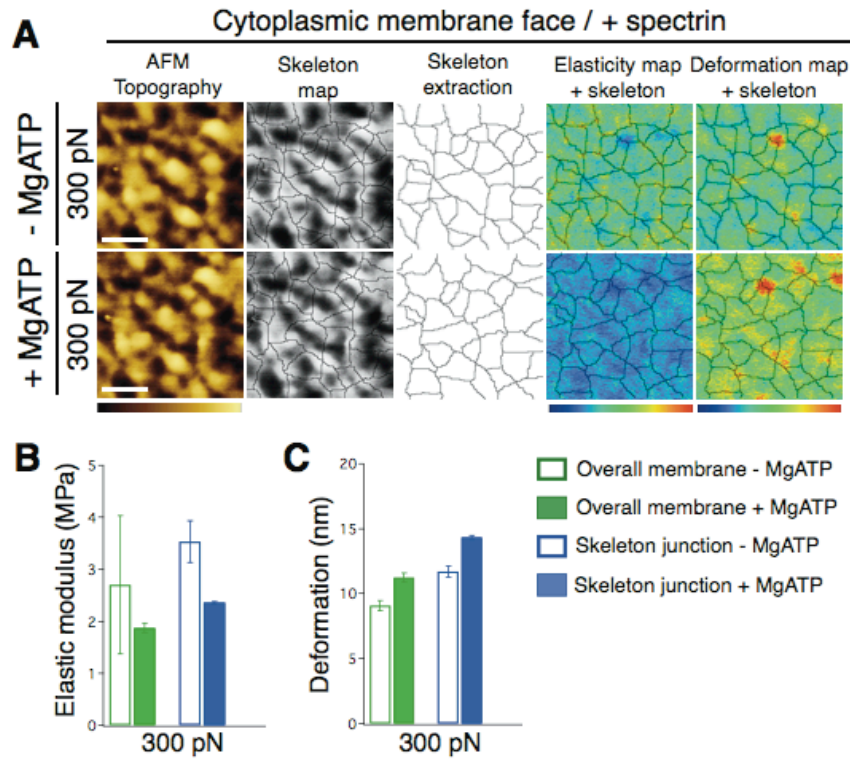 A
Cytoplasmic membrane face / + spectrin
AFM
Topography
Skeleton
map
Skeleton
extraction
Elasticity map
+ skeleton
Deformation map
+ skeleton
- MgATP
300 pN
+ MgATP
300 pN
B
Elastic modulus (MPa)
5
4
3
2
1
0
300 pN
C
Deformation (nm)
20
15
10
5
0
300 pN
Overall membrane - MgATP
Overall membrane + MgATP
Skeleton junction - MgATP
Skeleton junction + MgATP